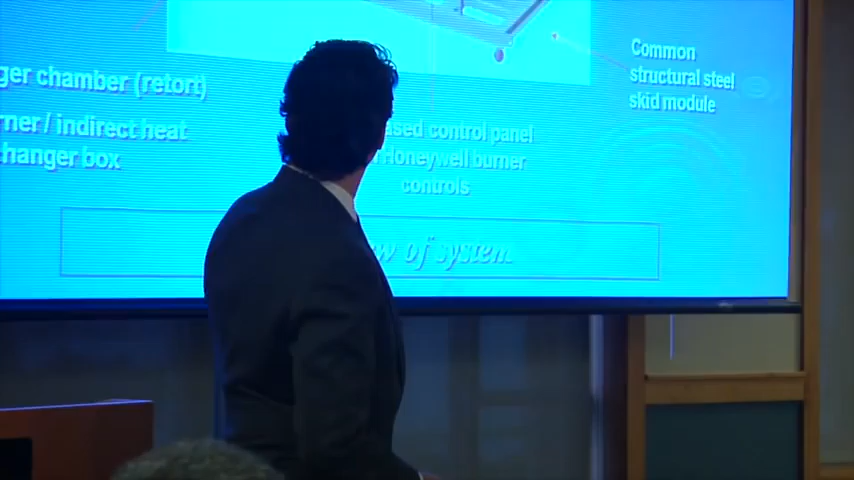 ger chamber (retort)
rner / indirect heat
changer box
ased control panel
Honeywell burner
controls
Common
structural steel
skid module
w of system